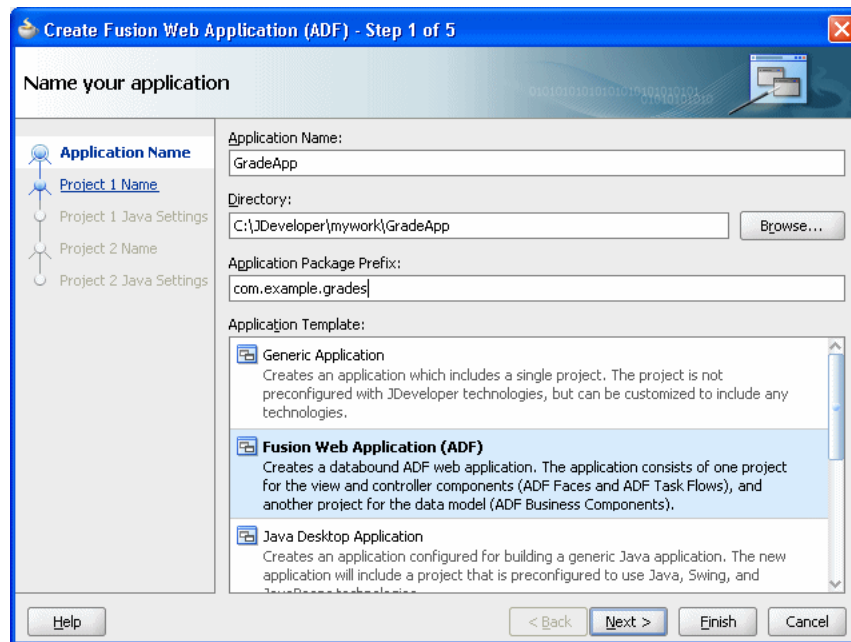 Create Fusion Web Application (ADF) - Step 1 of 5
Name your application
Application Name
Project 1 Name
Project 1 Java Settings
Project 2 Name
Project 2 Java Settings
Application Name:
GradeApp
Directory:
C:\JDeveloper\mywork\GradeApp
Browse...
Application Package Prefix:
com.example.grades
Application Template:
Generic Application
Creates an application which includes a single project. The project is not
preconfigured with JDeveloper technologies, but can be customized to include any
technologies.
Fusion Web Application (ADF)
Creates a databound ADF web application. The application consists of one project
for the view and controller components (ADF Faces and ADF Task Flows), and
another project for the data model (ADF Business Components).
Java Desktop Application
Creates an application configured for building a generic Java application. The new
application will include a project that is preconfigured to use Java, Swing, and
JavaBeans technologies.
Help
< Back
Next >
Finish
Cancel